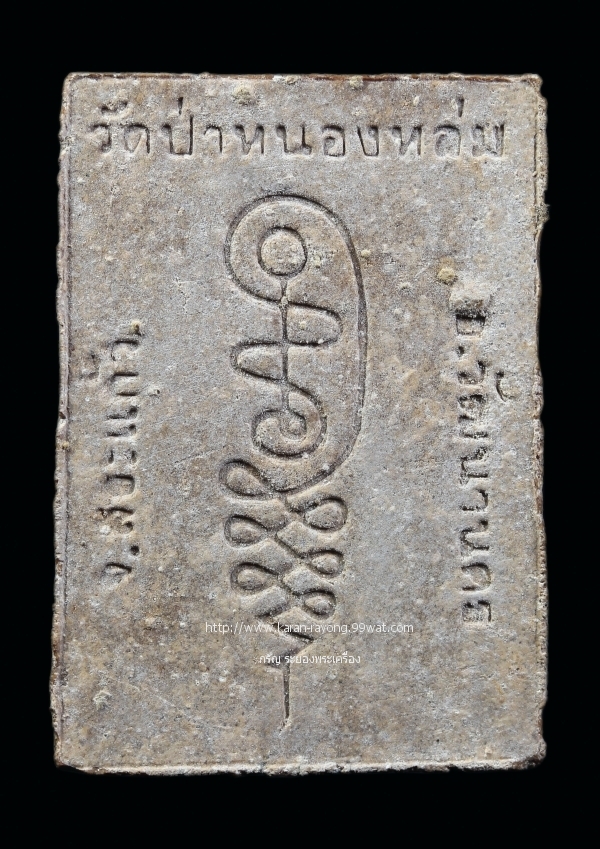 วัดป่าหนองหล่ม
อ.วัฒนานคร
จ.สระแก้ว
http://www.karan-rayong.99wat.com/
กรัญ ระยองพระเครื่อง